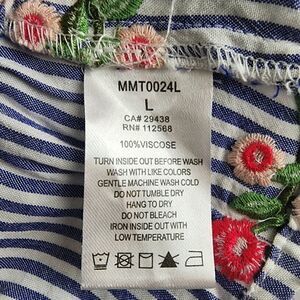 MMT0024L
L
CA# 29438
RN# 112568
100%VISCOSE
TURN INSIDE OUT BEFORE WASH
WASH WITH LIKE COLORS
GENTLE MACHINE WASH COLD
DO NOT TUMBLE DRY
HANG TO DRY
DO NOT BLEACH
IRON INSIDE OUT WITH
LOW TEMPERATURE